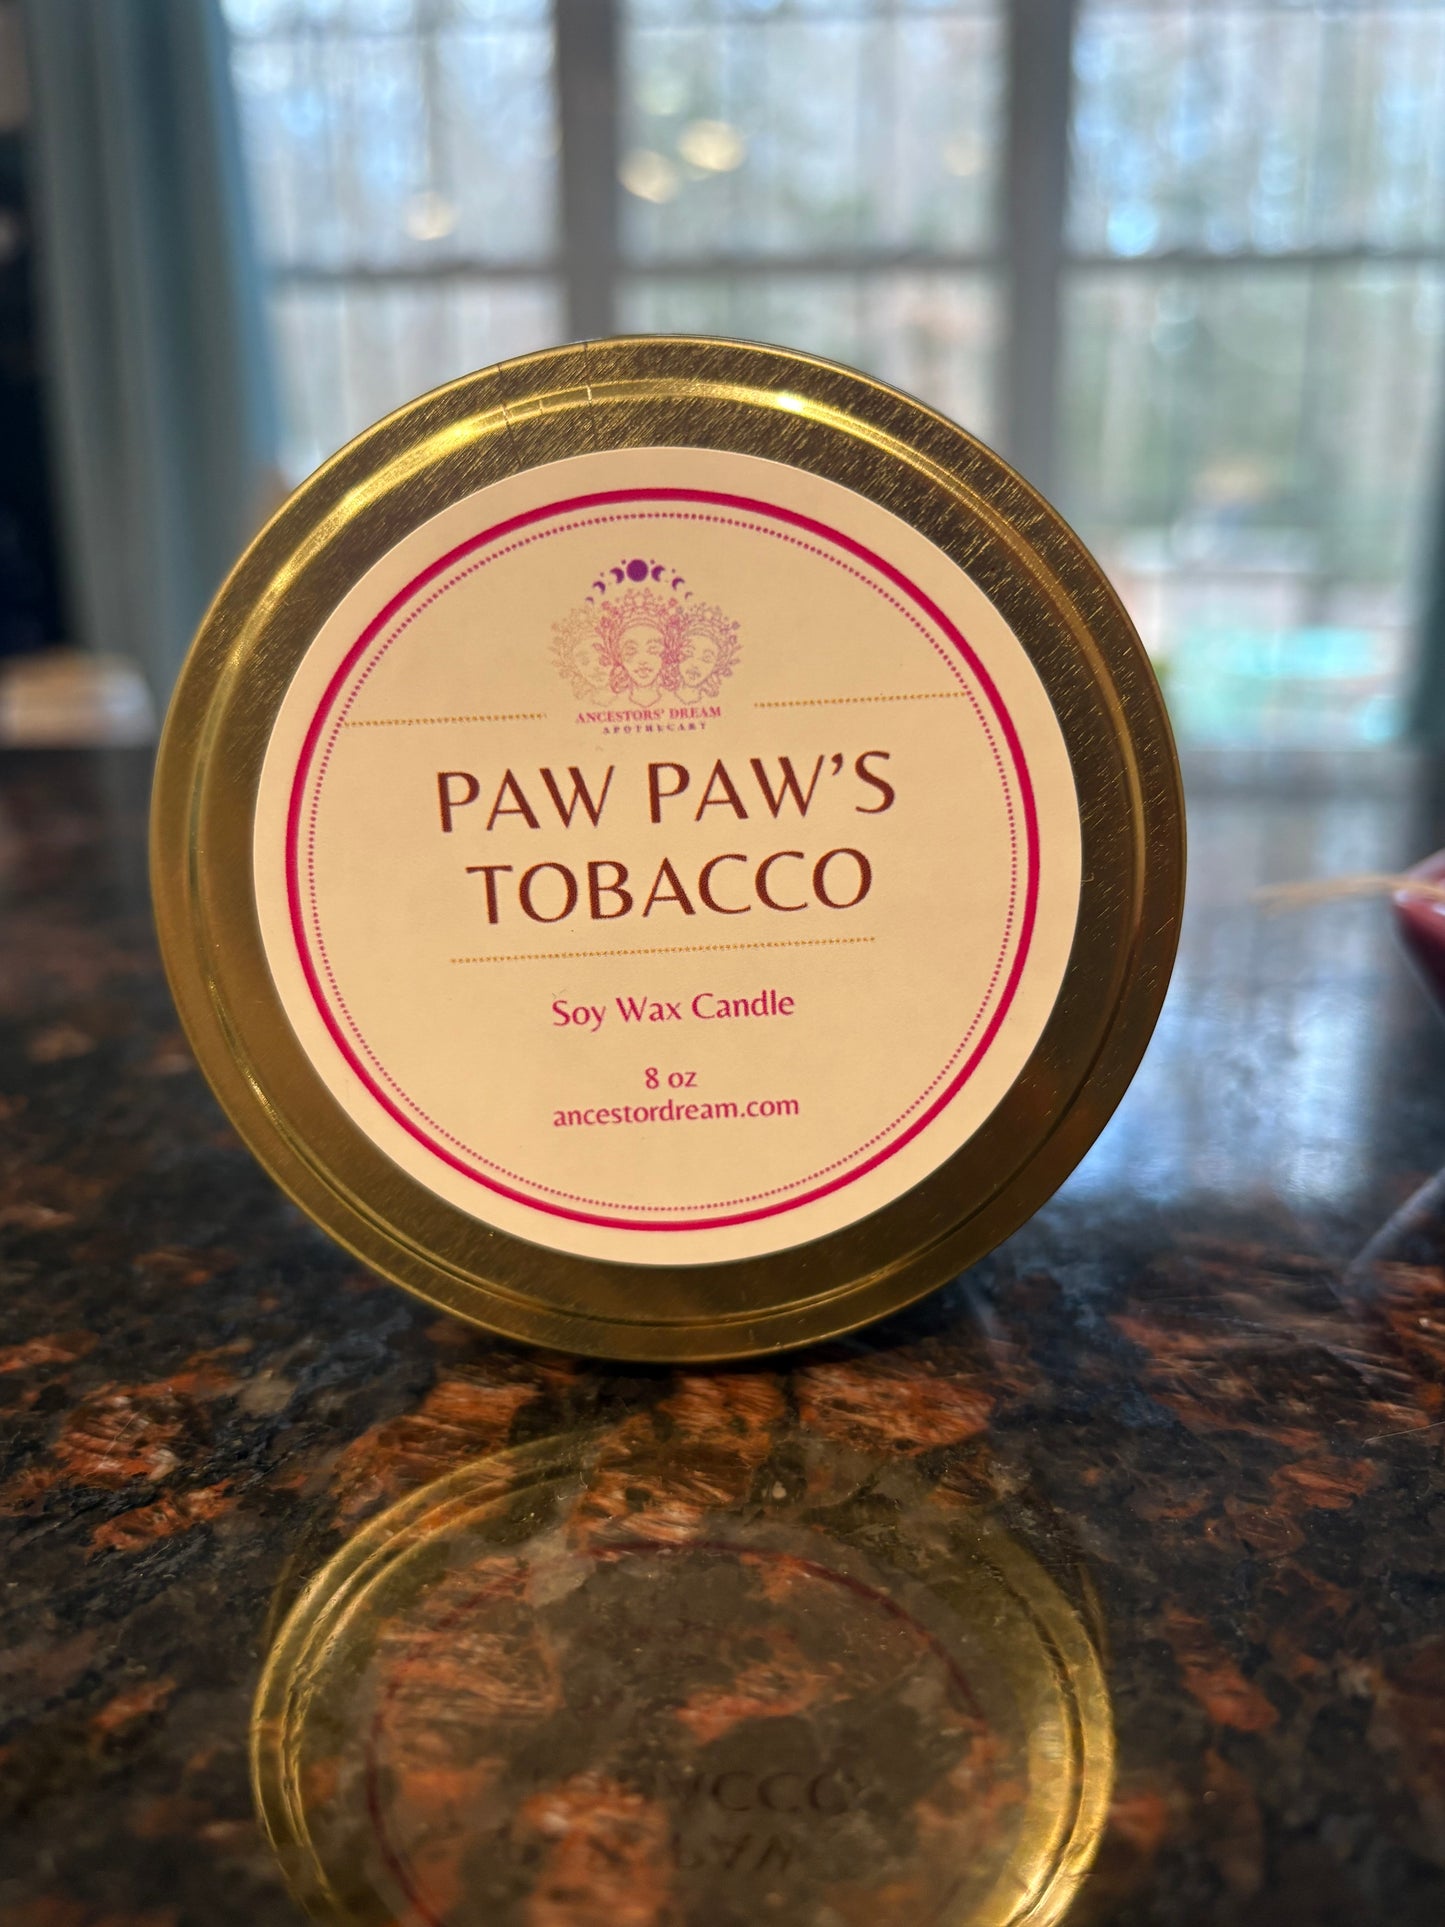 ANCESTORS' DREAM
APOTHECARY
PAW PAW'S
TOBACCO
Soy Wax Candle
8 oz
ancestordream.com